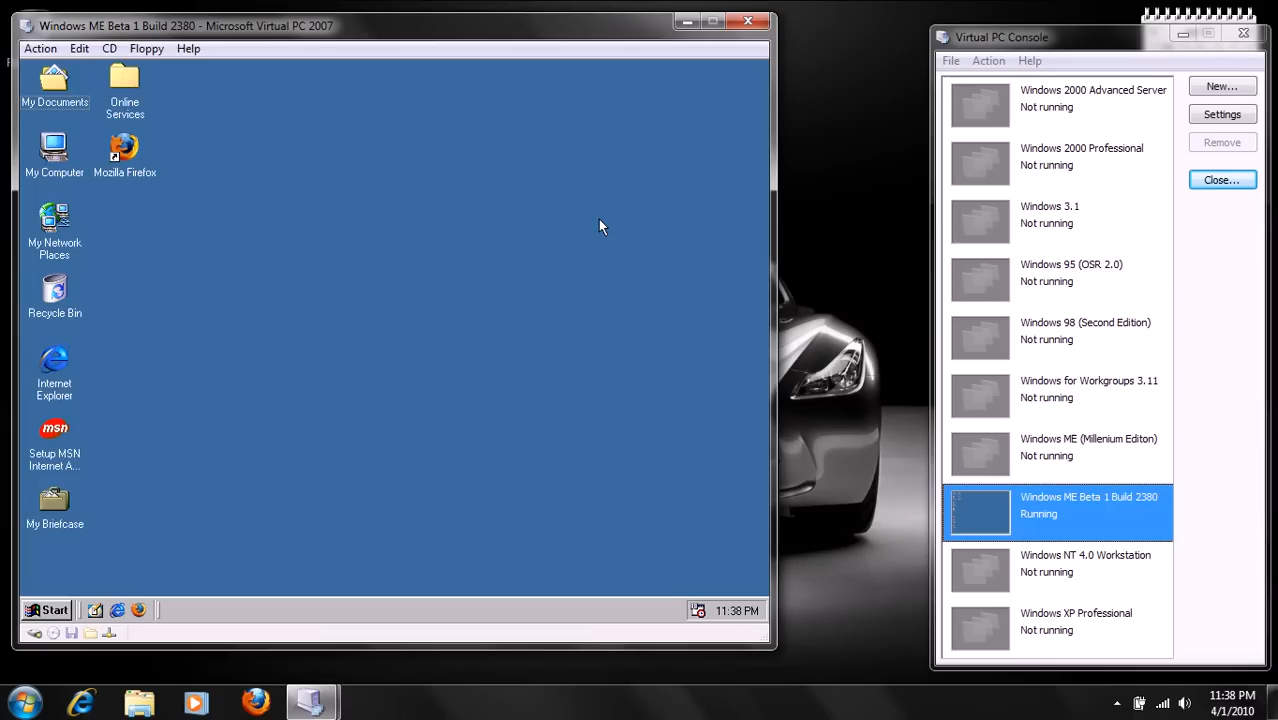 Windows ME Beta 1 Build 2380 - Microsoft Virtual PC 2007
Action Edit CD Floppy Help
My Documents
Online
Services
My Computer
Mozilla Firefox
My Network
Places
Recycle Bin
Internet
Explorer
msn
Setup MSN
Internet A...
My Briefcase
Start
11:38 PM
Virtual PC Console
File Action Help
Windows 2000 Advanced Server
Not running
Windows 2000 Professional
Not running
Windows 3.1
Not running
Windows 95 (OSR 2.0)
Not running
Windows 98 (Second Edition)
Not running
Windows for Workgroups 3.11
Not running
Windows ME (Millenium Editon)
Not running
Windows ME Beta 1 Build 2380
Running
Windows NT 4.0 Workstation
Not running
Windows XP Professional
Not running
New...
Settings
Remove
Close...
11:38 PM
4/1/2010